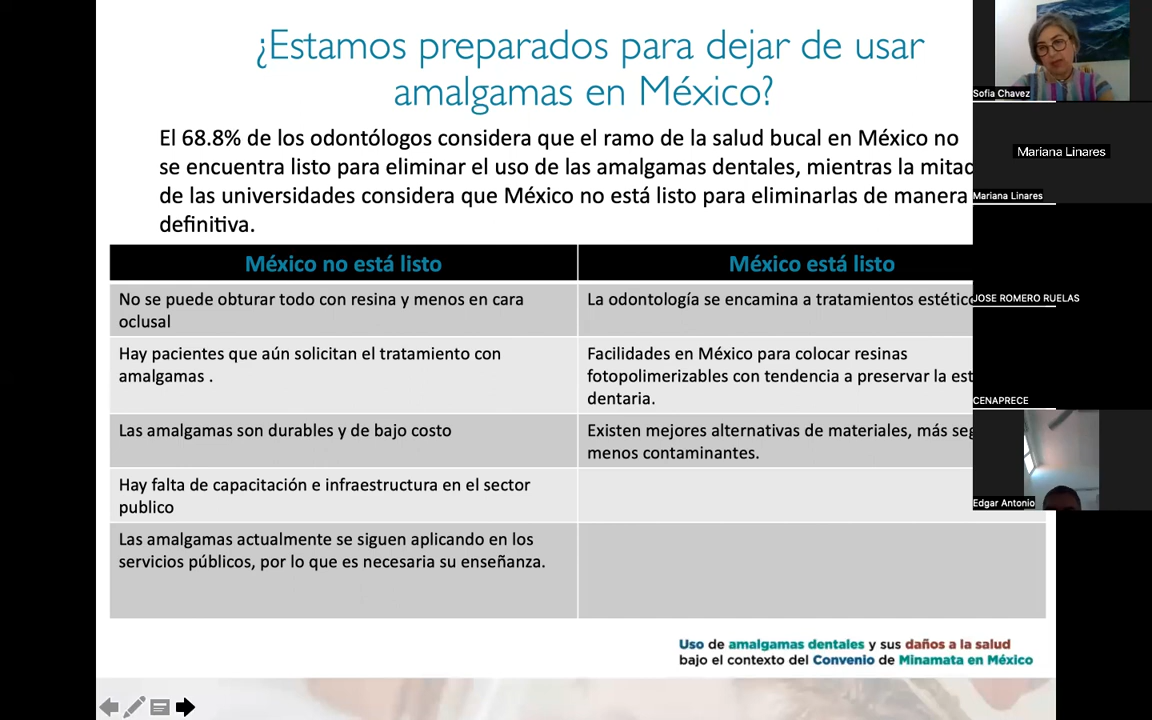 ¿Estamos preparados para dejar de usar
amalgamas en México?
El 68.8% de los odontólogos considera que el ramo de la salud bucal en México no
se encuentra listo para eliminar el uso de las amalgamas dentales, mientras la mitad
de las universidades considera que México no está listo para eliminarlas de manera
definitiva.
México no está listo
México está listo
No se puede obturar todo con resina y menos en cara
oclusal
La odontología se encamina a tratamientos
Hay pacientes que aún solicitan el tratamiento con
amalgamas .
Facilidades en México para colocar resinas
fotopolimerizables con tendencia a preservar la
dentaria.
Las amalgamas son durables y de bajo costo
Existen mejores alternativas de materiales, más
menos contaminantes.
Hay falta de capacitación e infraestructura en el sector
publico
Las amalgamas actualmente se siguen aplicando en los
servicios públicos, por lo que es necesaria su enseñanza.
Uso de amalgamas dentales y sus daños a la salud
bajo el contexto del Convenio de Minamata en México
Sofia Chavez
Mariana Linares
Mariana Linares
JOSE ROMERO RUELAS
CENAPRECE
Edgar Antonio